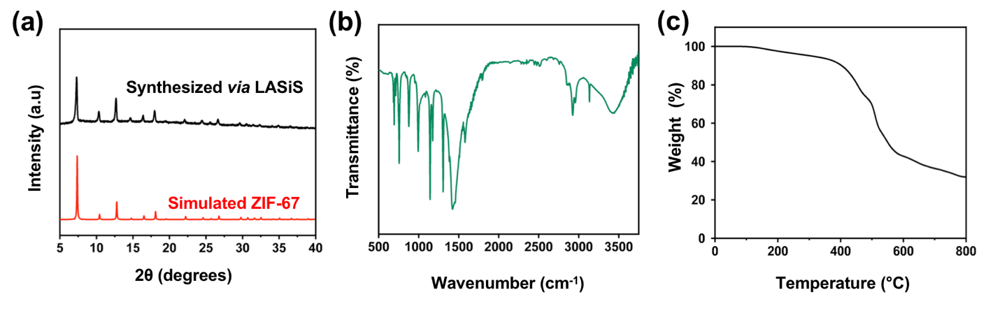 (a)
Intensity (a.u)
Synthesized via LASiS
Simulated ZIF-67
5 10 15 20 25 30 35 40
2θ (degrees)
(b)
Transmittance (%)
500 1000 1500 2000 2500 3000 3500
Wavenumber (cm⁻¹)
(c)
Weight (%)
100
80
60
40
20
0
0 200 400 600 800
Temperature (°C)